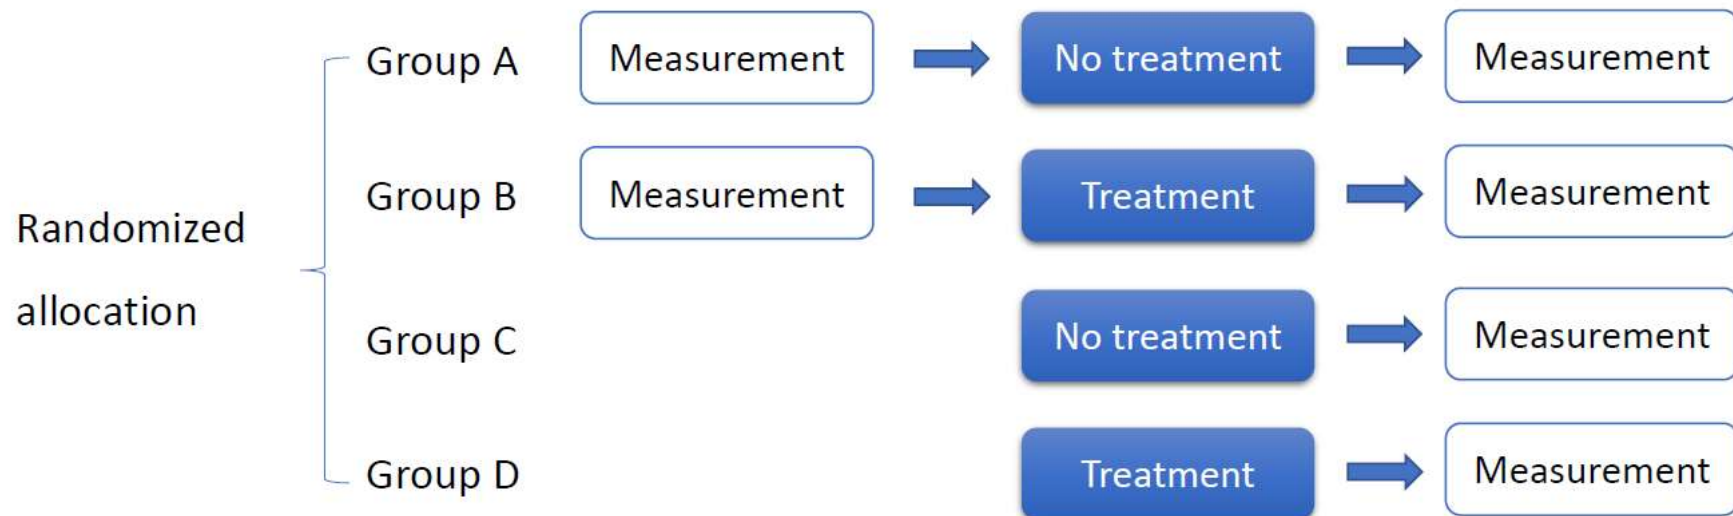 Group A Measurement No treatment Measurement
Group B Measurement Treatment Measurement
Randomized
allocation
Group C No treatment Measurement
Group D Treatment Measurement